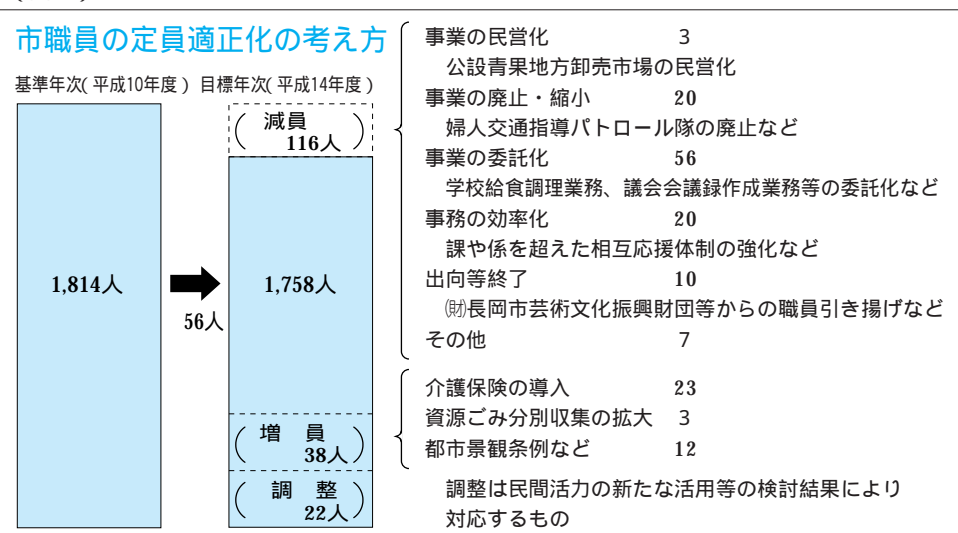 市職員の定員適正化の考え方
基準年次(平成10年度) 目標年次(平成14年度)
1,814人
56人
(減員 116人)
1,758人
(増 員 38人)
(調 整 22人)
事業の民営化 3
公設青果地方卸売市場の民営化
事業の廃止・縮小 20
婦人交通指導パトロール隊の廃止など
事業の委託化 56
学校給食調理業務、議会会議録作成業務等の委託化など
事務の効率化 20
課や係を超えた相互応援体制の強化など
出向等終了 10
㈶長岡市芸術文化振興財団等からの職員引き揚げなど
その他 7
介護保険の導入 23
資源ごみ分別収集の拡大 3
都市景観条例など 12
調整は民間活力の新たな活用等の検討結果により
対応するもの